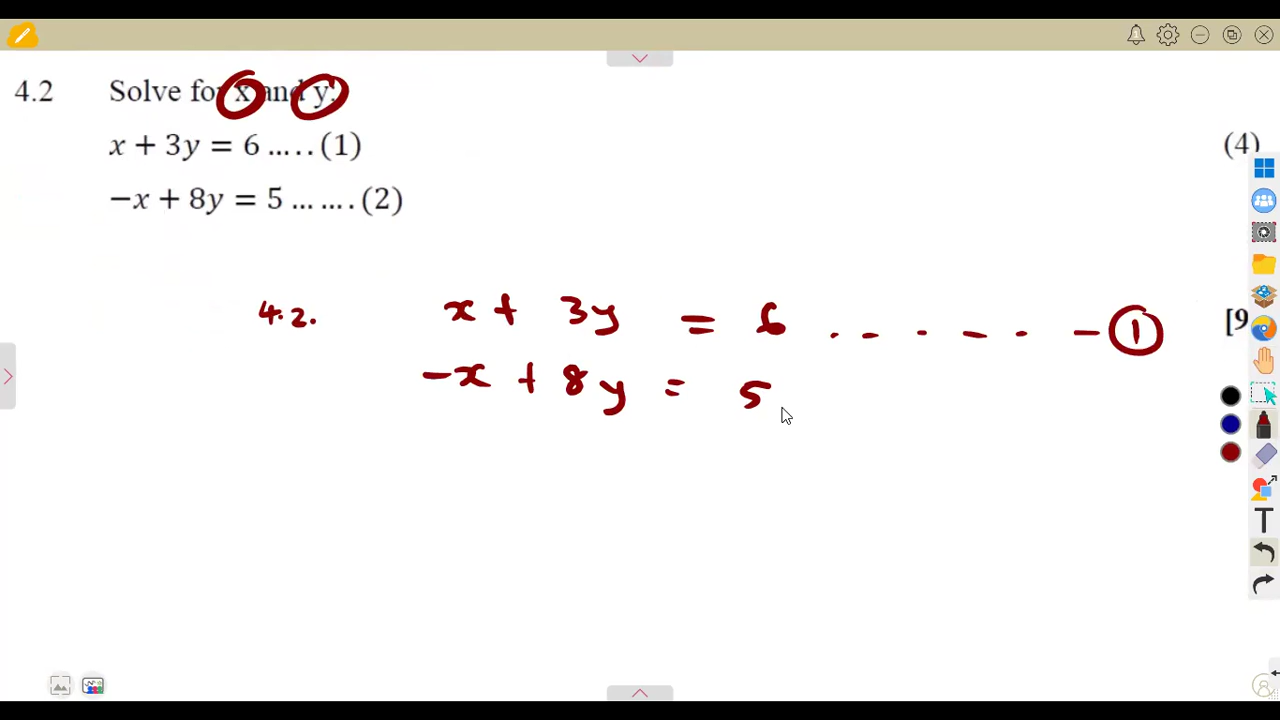 4.2 Solve for x and y. (4)
x + 3y = 6 ..... (1)
−x + 8y = 5 ... .... (2)
4.2. x + 3y = 6 . . - . - . - ①
-x + 8y = 5
[9
T